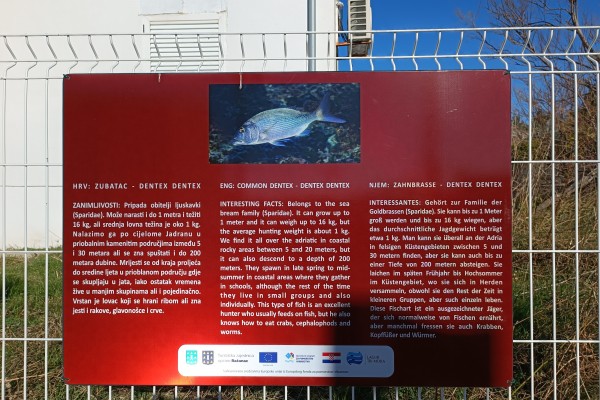 HRV: ZUBATAC - DENTEX DENTEX
ZANIMLJIVOSTI: Pripada obitelji ljuskavki
(Sparidae). Može narasti i do 1 metra i težiti
16 kg, ali srednja lovna težina je oko 1 kg.
Nalazimo ga po cijeloma Jadranu u
priobalnim kamenitim područjima između 5
i 30 metara ali se zna spuštati i do 200
metara dubine. Mrijesti se od kraja proljeća
do sredine ljeta u prioblanom području gdje
se skupljaju u jata, iako ostatak vremena
žive u manjim skupinama ali i pojedinačno.
Vrstan je lovac koji se hrani ribom ali zna
jesti i rakove, glavonošce i crve.
ENG: COMMON DENTEX - DENTEX DENTEX
INTERESTING FACTS: Belongs to the sea
bream family (Sparidae). It can grow up to
1 meter and it can weigh up to 16 kg, but
the average hunting weight is about 1 kg.
We find it all over the adriatic in coastal
rocky areas between 5 and 20 meters, but
it can also descend to a depth of 200
meters. They spawn in late spring to mid-
summer in coastal areas where they gather
in schools, although the rest of the time
they live in small groups and also
individually. This type of fish is an excellent
hunter who usually feeds on fish, but he also
knows how to eat crabs, cephalophods and
worms.
NJEM: ZAHNBRASSE - DENTEX DENTEX
INTERESSANTES: Gehört zur Familie der
Goldbrassen (Sparidae). Sie kann bis zu 1 Meter
groß werden und bis zu 16 kg wiegen, aber
das durchschnittliche Jagdgewicht beträgt
etwa 1 kg. Man kann sie überall an der Adria
in felsigen Küstengebieten zwischen 5 und
30 metern finden, aber sie kann auch bis zu
einer Tiefe von 200 metern absteigen. Sie
laichen im späten Frühjahr bis Hochsommer
im Küstengebiet, wo sie sich in Herden
versammeln, obwohl sie den Rest der Zeit in
kleineren Gruppen, aber auch einzeln leben.
Diese Fischart ist ein ausgezeichneter Jäger,
der sich normalweise von Fischen ernährt,
aber manchmal fressen sie auch Krabben,
Kopffüßer und Würmer.